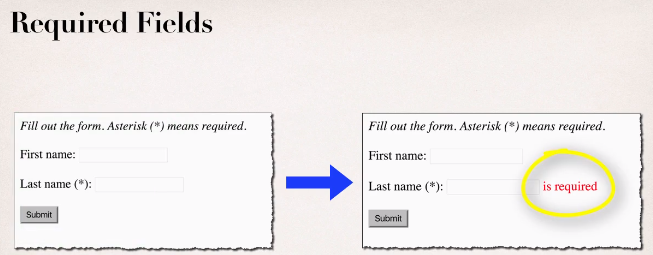 Required Fields
Fill out the form. Asterisk (*) means required.
First name:
Last name (*):
Submit
Fill out the form. Asterisk (*) means required.
First name:
Last name (*): is required
Submit